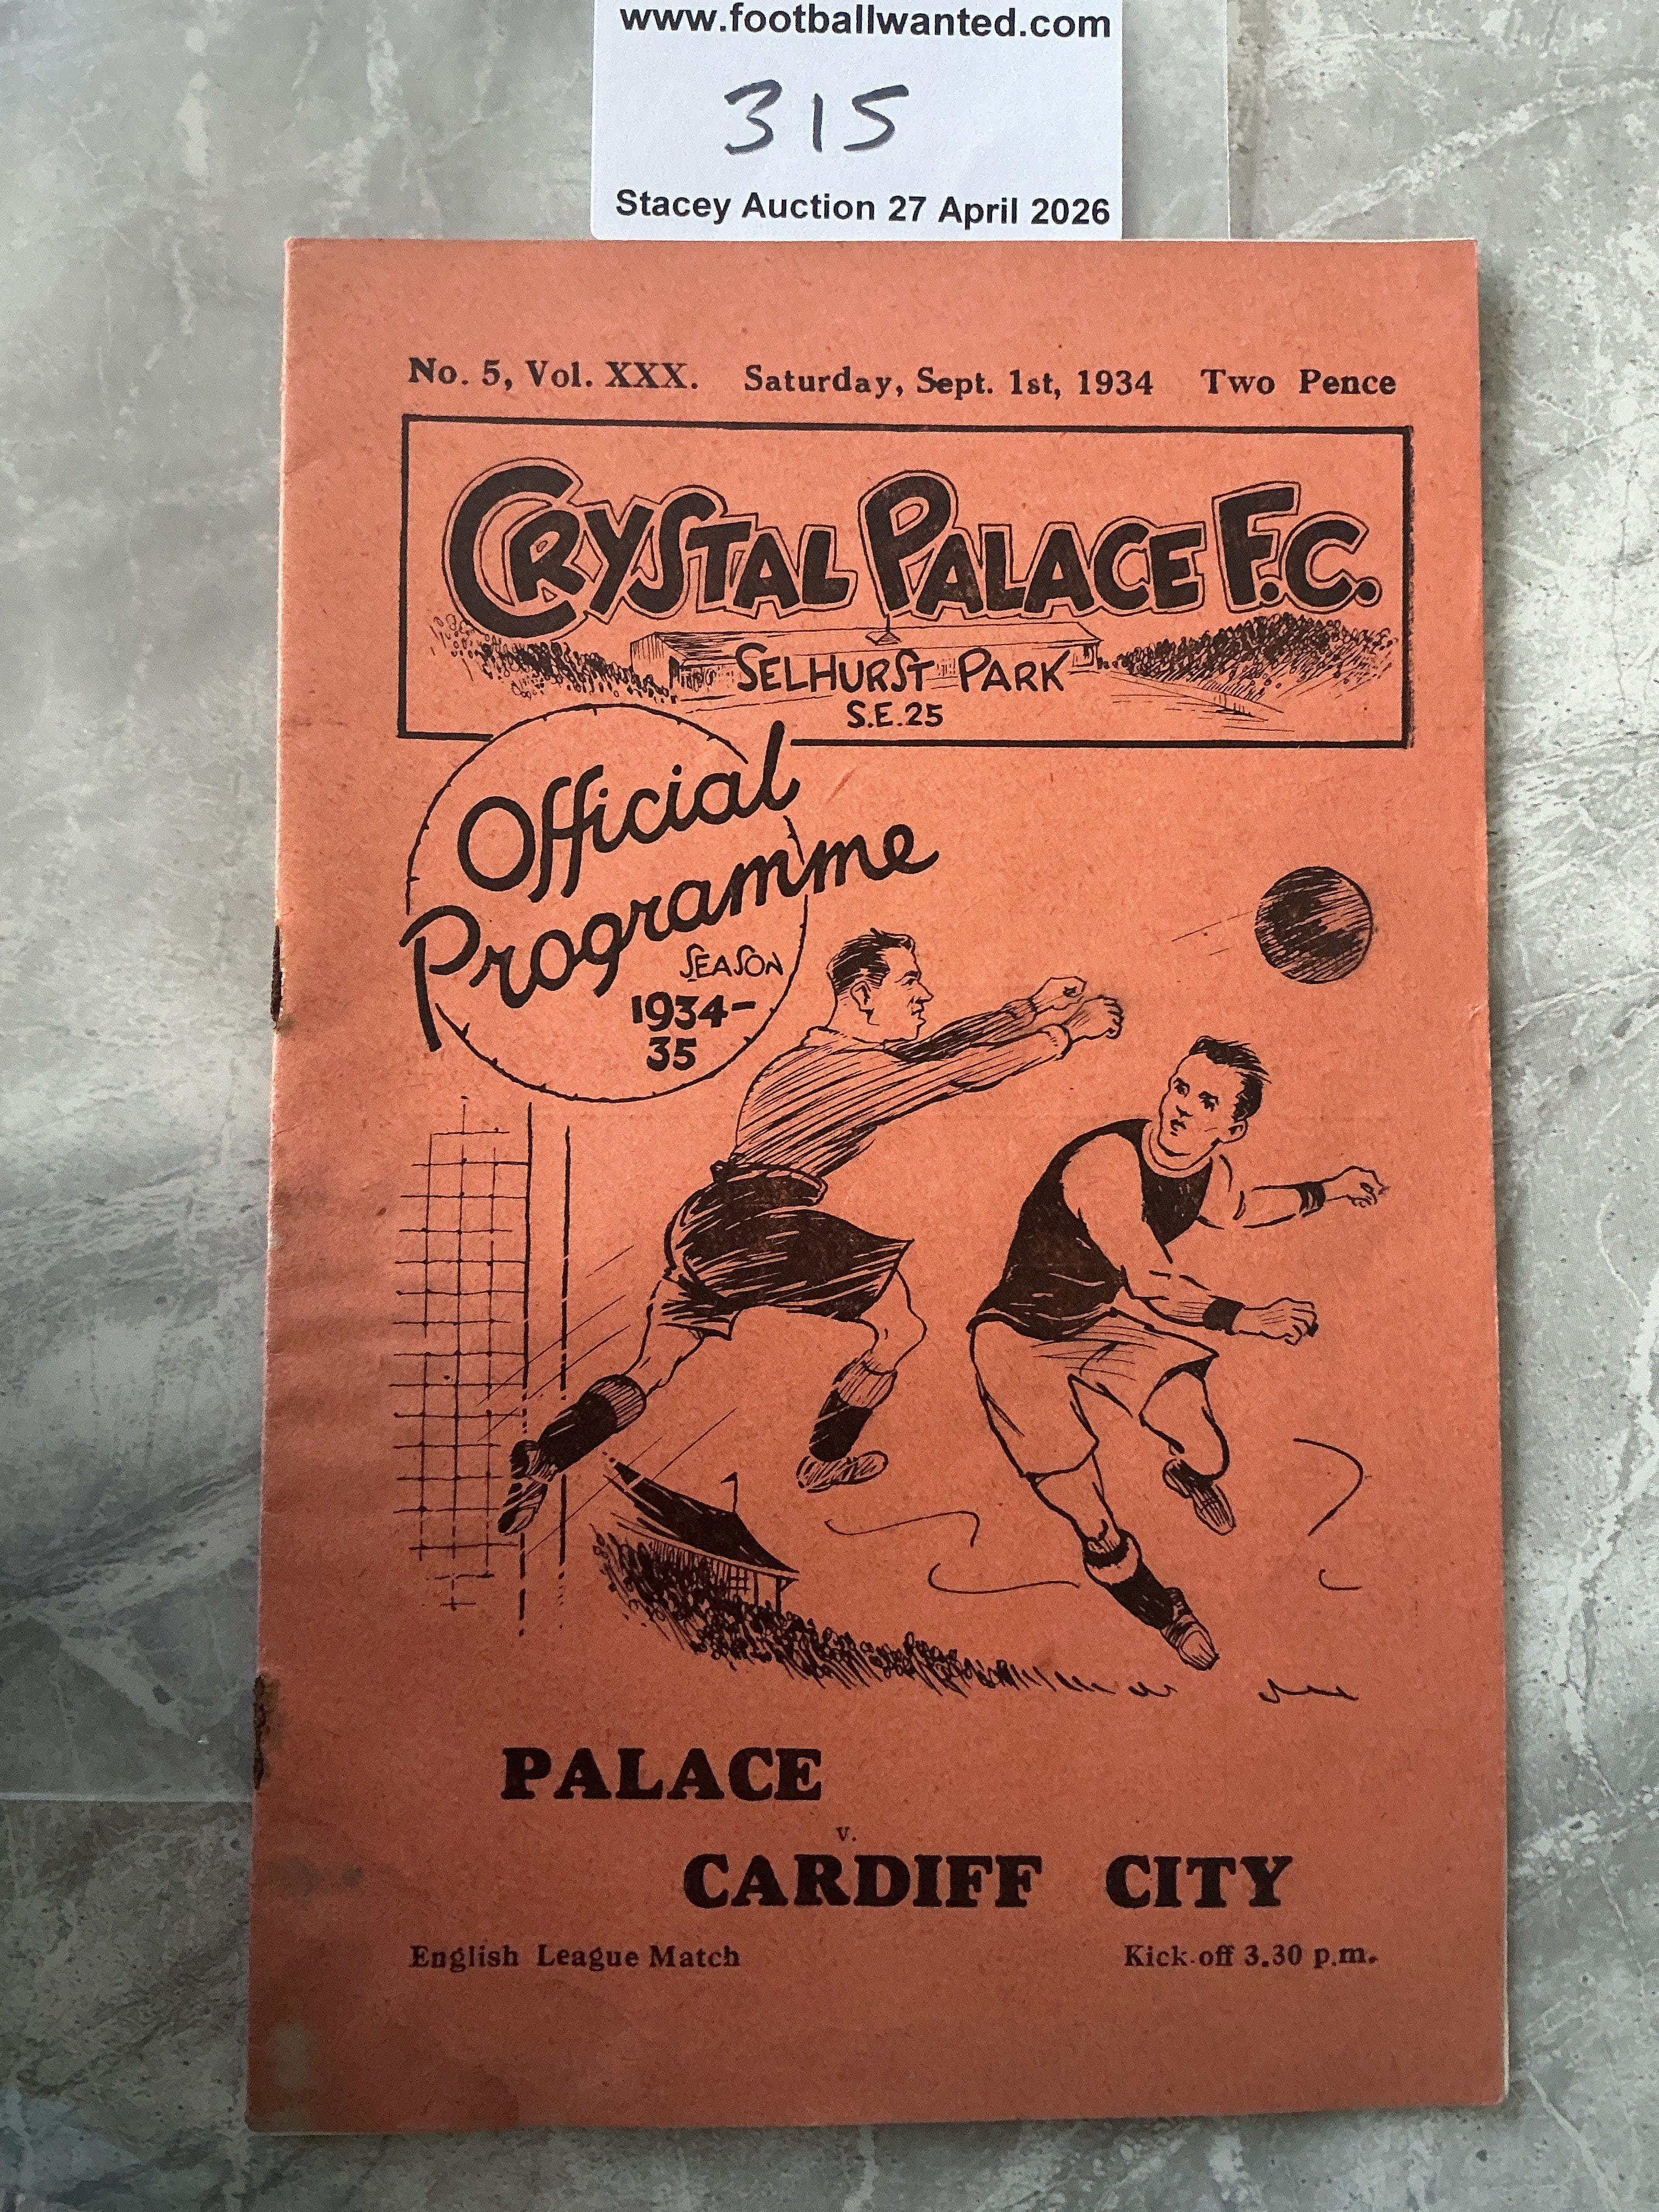 www.footballwanted.com
315
Stacey Auction 27 April 2026
No. 5, Vol. XXX. Saturday, Sept. 1st, 1934 Two Pence
CRYSTAL PALACE F.C.
SELHURST PARK
S.E.25
Official
Programme
SEASON
1934-
35
PALACE
v.
CARDIFF CITY
English League Match Kick-off 3.30 p.m.